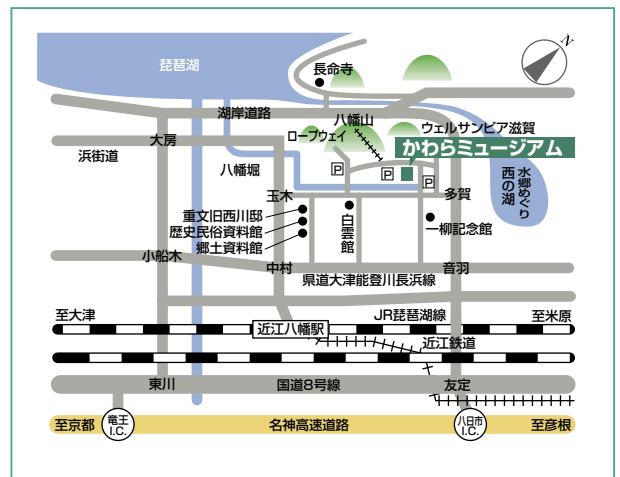 N
琵琶湖
長命寺
湖岸道路
八幡山
ロープウェイ
ウェルサンピア滋賀
大房
かわらミュージアム
浜街道
八幡堀
P
P
P
水郷めぐり
西の湖
玉木
多賀
重文旧西川邸
白雲館
一柳記念館
歴史民俗資料館
郷土資料館
小船木
中村
音羽
県道大津能登川長浜線
至大津
JR琵琶湖線
至米原
近江八幡駅
近江鉄道
東川
国道8号線
友定
至京都
竜王
I.C.
名神高速道路
八日市
I.C.
至彦根